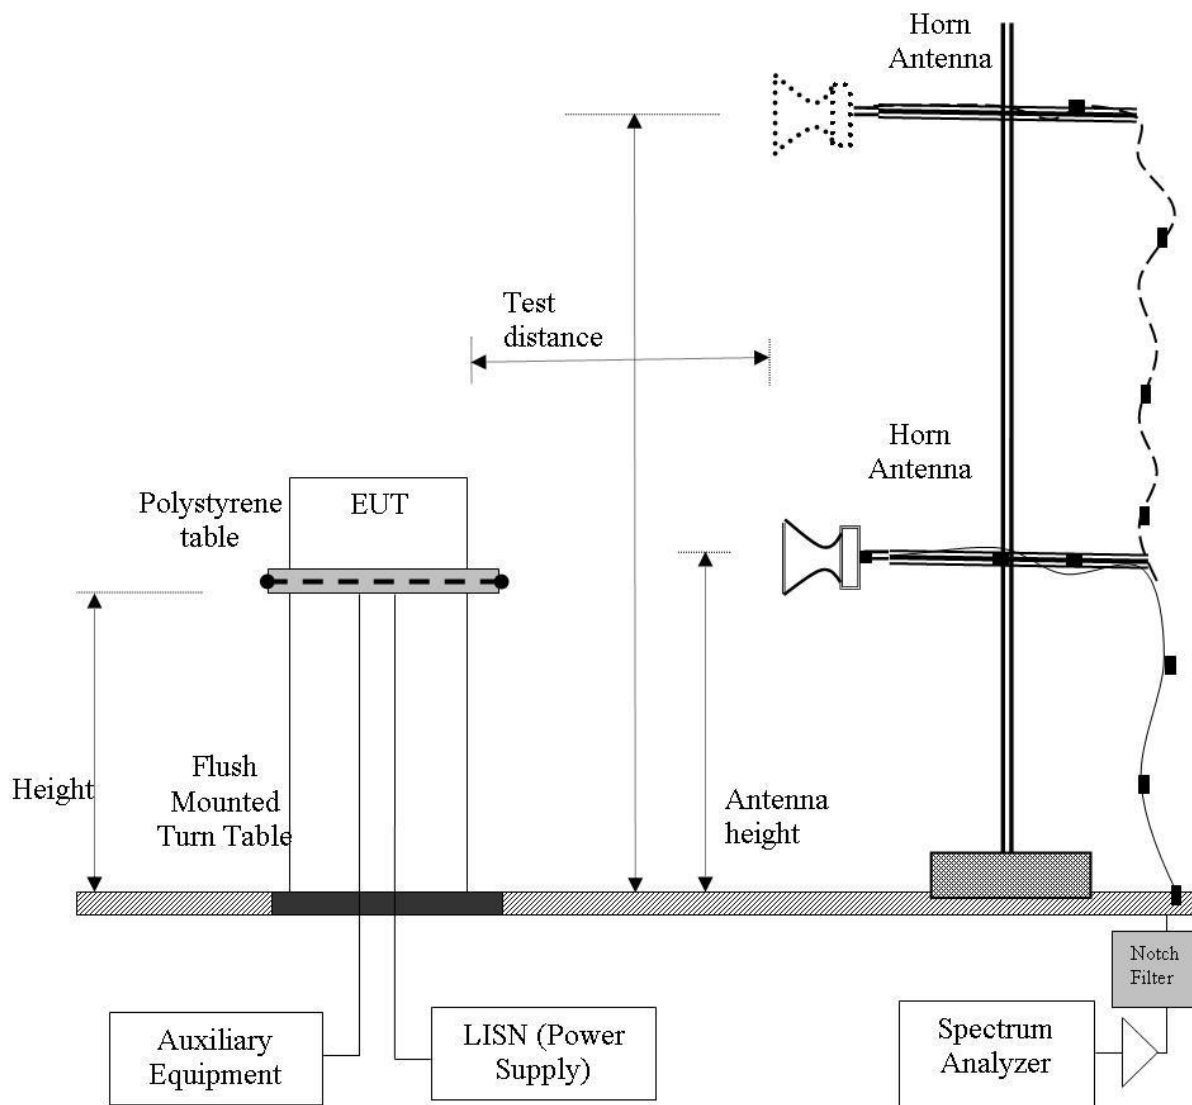 Horn
Antenna
Test
distance
Horn
Antenna
Polystyrene
table
EUT
Height
Flush
Mounted
Turn Table
Antenna
height
Notch
Filter
Auxiliary
Equipment
LISN (Power
Supply)
Spectrum
Analyzer